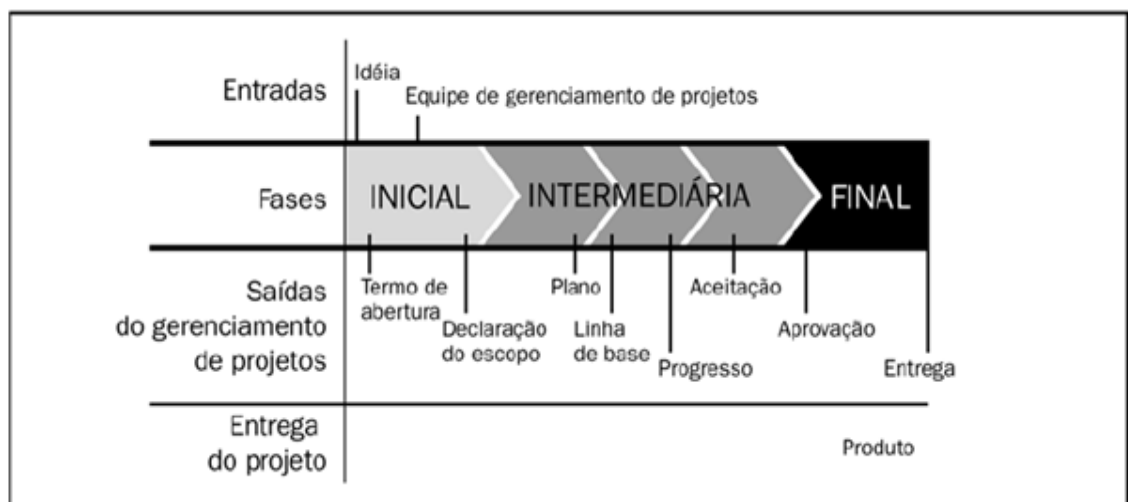 Entradas
Idéia
Equipe de gerenciamento de projetos
Fases
INICIAL
INTERMEDIÁRIA
FINAL
Saídas
do gerenciamento
de projetos
Termo de
abertura
Declaração
do escopo
Plano
Linha
de base
Progresso
Aceitação
Aprovação
Entrega
Entrega
do projeto
Produto